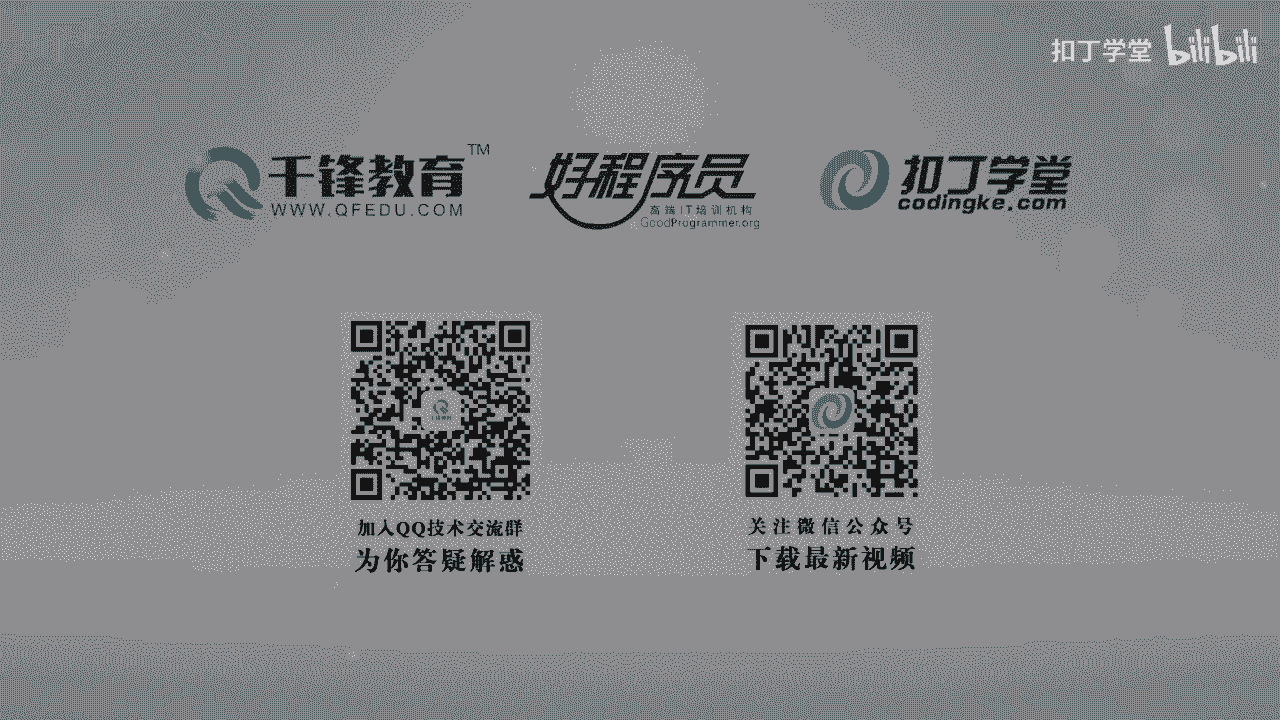 扣丁学堂 bilibili
千锋教育 TM
WWW.QFEDU.COM
好程序员
高端IT培训机构
GoodProgrammer.org
扣丁学堂
codingke.com
加入QQ技术交流群
为你答疑解惑
关注微信公众号
下载最新视频